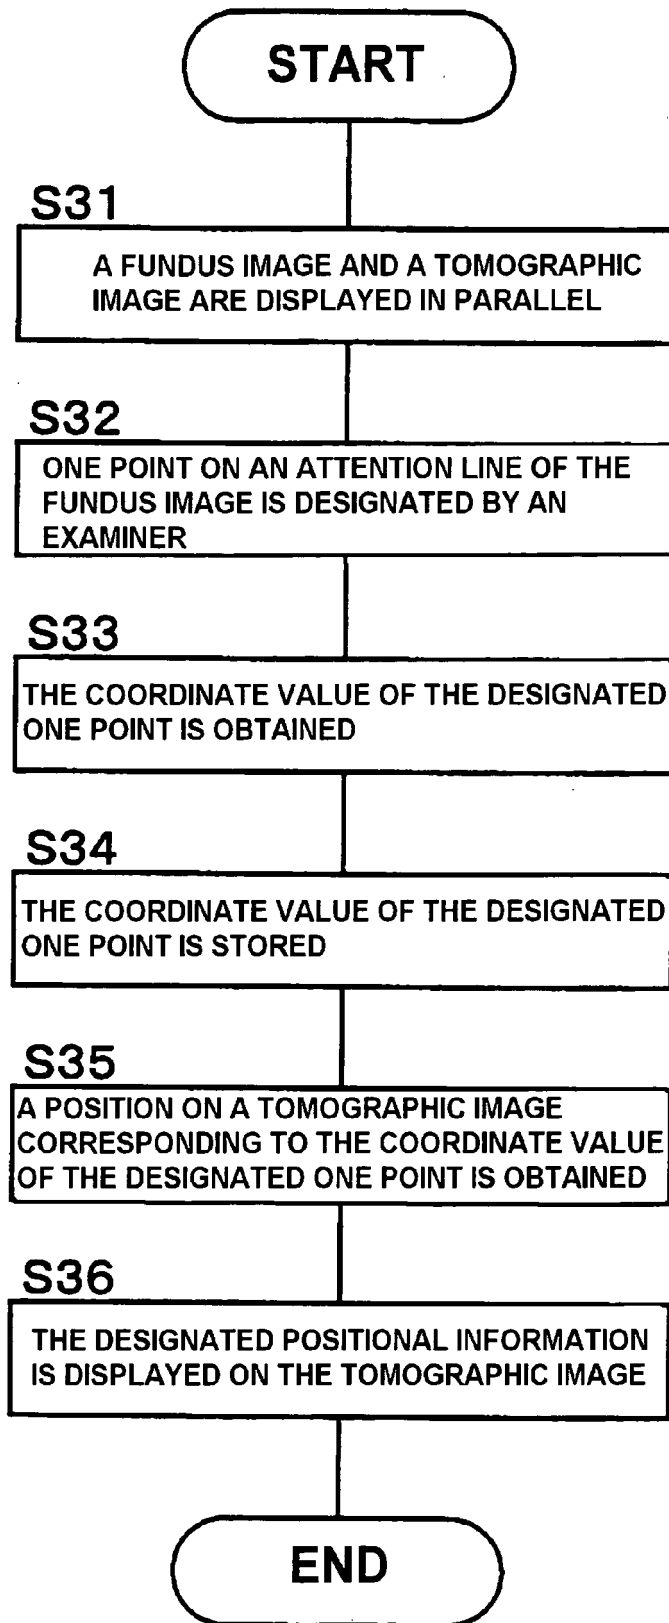 START
S31
A FUNDUS IMAGE AND A TOMOGRAPHIC
IMAGE ARE DISPLAYED IN PARALLEL
S32
ONE POINT ON AN ATTENTION LINE OF THE
FUNDUS IMAGE IS DESIGNATED BY AN
EXAMINER
S33
THE COORDINATE VALUE OF THE DESIGNATED
ONE POINT IS OBTAINED
S34
THE COORDINATE VALUE OF THE DESIGNATED
ONE POINT IS STORED
S35
A POSITION ON A TOMOGRAPHIC IMAGE
CORRESPONDING TO THE COORDINATE VALUE
OF THE DESIGNATED ONE POINT IS OBTAINED
S36
THE DESIGNATED POSITIONAL INFORMATION
IS DISPLAYED ON THE TOMOGRAPHIC IMAGE
END